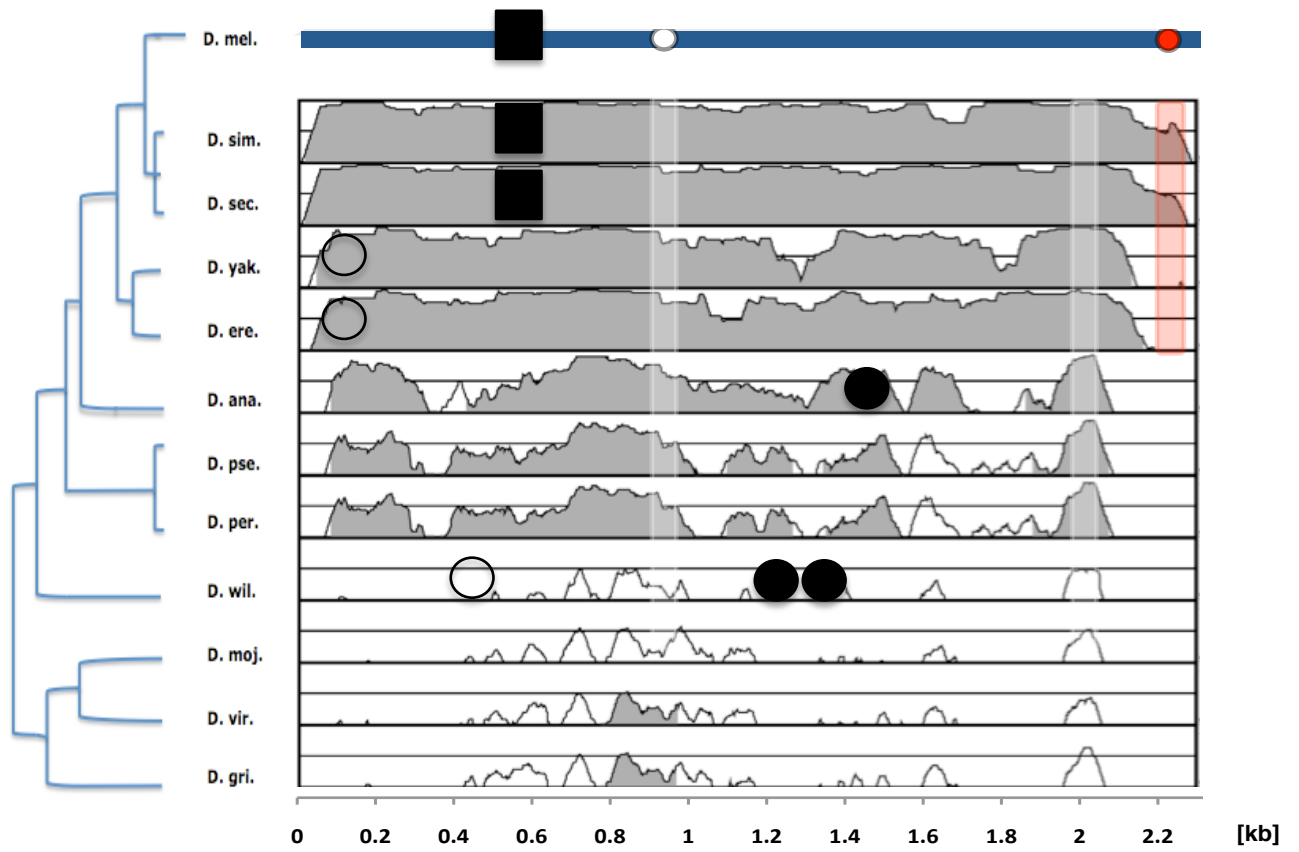 D. mel.
D. sim.
D. sec.
D. yak.
D. ere.
D. ana.
D. pse.
D. per.
D. wil.
D. moj.
D. vir.
D. gri.
0 0.2 0.4 0.6 0.8 1 1.2 1.4 1.6 1.8 2 2.2 [kb]